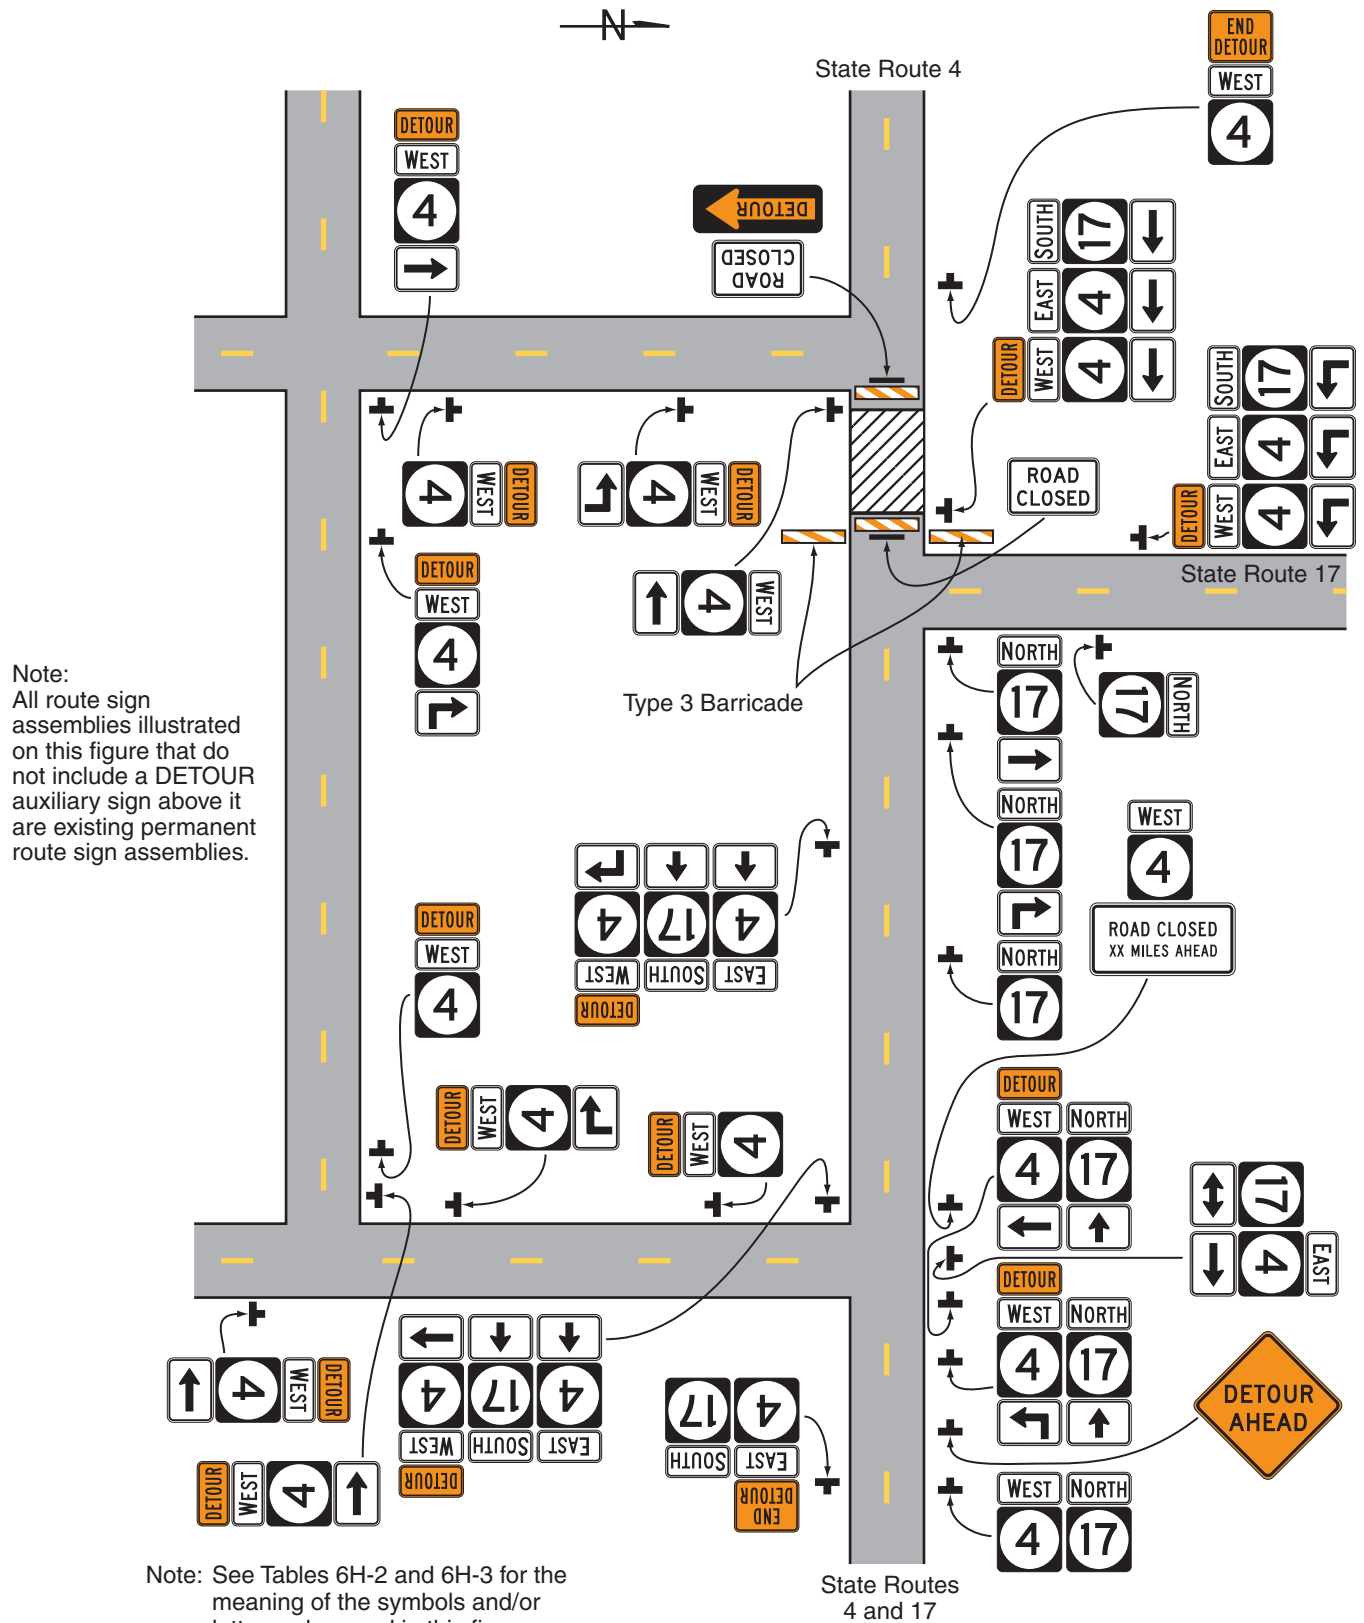 N
State Route 4
END
DETOUR
WEST
4
DETOUR
WEST
4
DETOUR
ROAD
CLOSED
SOUTH
17
EAST
4
DETOUR
WEST
4
SOUTH
17
EAST
4
DETOUR
WEST
4
ROAD
CLOSED
State Route 17
4
WEST
DETOUR
4
WEST
DETOUR
DETOUR
WEST
4
4
WEST
Type 3 Barricade
NORTH
17
17
NORTH
NORTH
17
WEST
4
ROAD CLOSED
XX MILES AHEAD
NORTH
17
Note:
All route sign
assemblies illustrated
on this figure that do
not include a DETOUR
auxiliary sign above it
are existing permanent
route sign assemblies.
DETOUR
WEST
4
4
17
4
WEST
SOUTH
EAST
DETOUR
DETOUR
WEST
4
DETOUR
WEST
4
DETOUR
WEST
NORTH
4
17
17
4
EAST
DETOUR
WEST
NORTH
4
17
DETOUR
AHEAD
WEST
NORTH
4
17
4
WEST
DETOUR
DETOUR
WEST
4
4
17
4
WEST
SOUTH
EAST
DETOUR
17
4
SOUTH
EAST
END
DETOUR
Note: See Tables 6H-2 and 6H-3 for the
meaning of the symbols and/or
State Routes
4 and 17